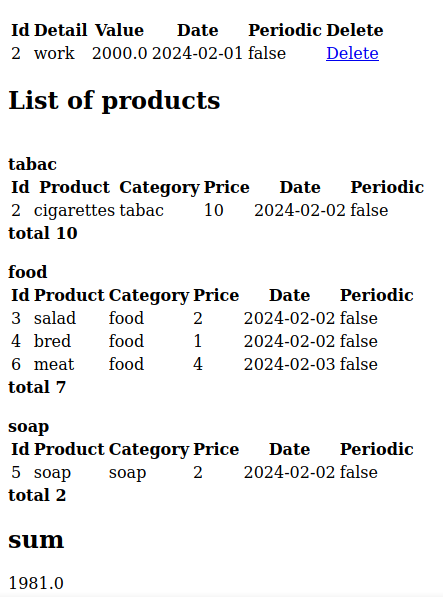 Id Detail Value Date Periodic Delete
2 work 2000.0 2024-02-01 false Delete
List of products
tabac
Id Product Category Price Date Periodic
2 cigarettes tabac 10 2024-02-02 false
total 10
food
Id Product Category Price Date Periodic
3 salad food 2 2024-02-02 false
4 bred food 1 2024-02-02 false
6 meat food 4 2024-02-03 false
total 7
soap
Id Product Category Price Date Periodic
5 soap soap 2 2024-02-02 false
total 2
sum
1981.0